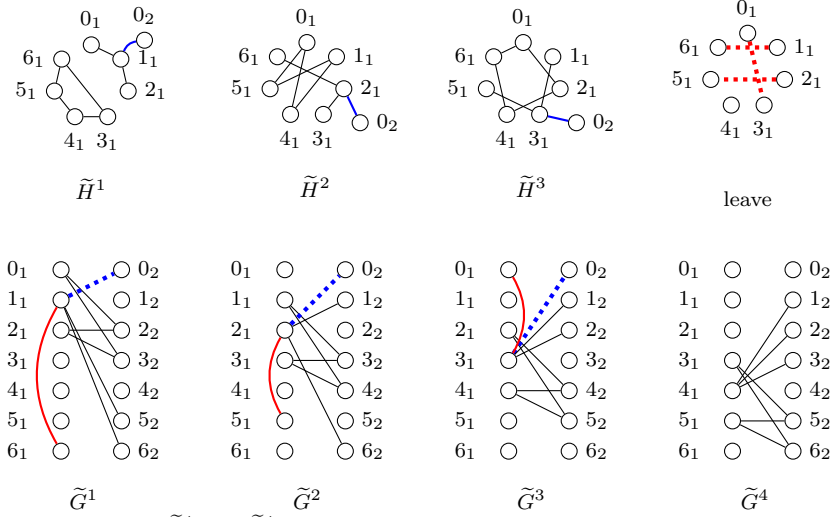 0₁ 0₂ 6₁ 1₁ 5₁ 2₁ 4₁ 3₁
0₁ 6₁ 1₁ 5₁ 2₁ 4₁ 3₁ 0₂
0₁ 6₁ 1₁ 5₁ 2₁ 4₁ 3₁ 0₂
0₁ 6₁ 1₁ 5₁ 2₁ 4₁ 3₁
H̃¹ H̃² H̃³ leave
0₁ 0₂ 0₁ 0₂ 0₁ 0₂ 0₁ 0₂
1₁ 1₂ 1₁ 1₂ 1₁ 1₂ 1₁ 1₂
2₁ 2₂ 2₁ 2₂ 2₁ 2₂ 2₁ 2₂
3₁ 3₂ 3₁ 3₂ 3₁ 3₂ 3₁ 3₂
4₁ 4₂ 4₁ 4₂ 4₁ 4₂ 4₁ 4₂
5₁ 5₂ 5₁ 5₂ 5₁ 5₂ 5₁ 5₂
6₁ 6₂ 6₁ 6₂ 6₁ 6₂ 6₁ 6₂
G̃¹ G̃² G̃³ G̃⁴